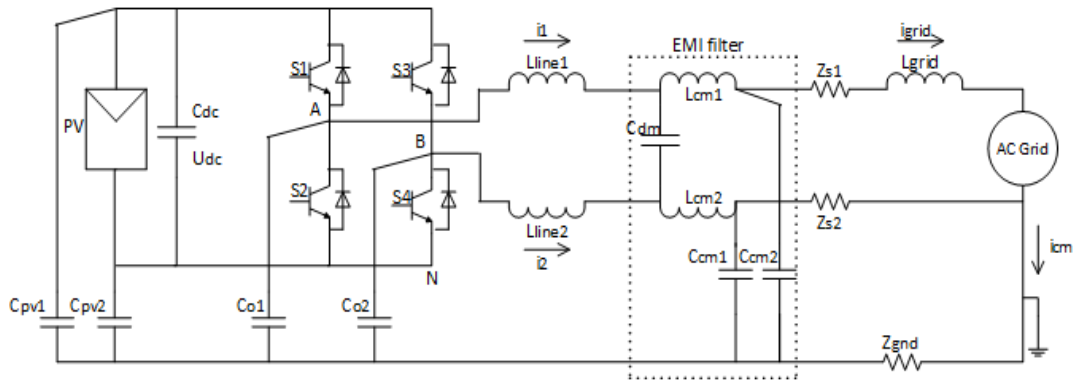 i1
igrid
EMI filter
Lline1
Lcm1
Zs1
Lgrid
S1
S3
PV
Cdc
A
Cdm
Udc
B
AC Grid
S2
S4
Lcm2
Lline2
Zs2
i2
N
Ccm1
Ccm2
icm
Cpv1
Cpv2
Co1
Co2
Zgnd